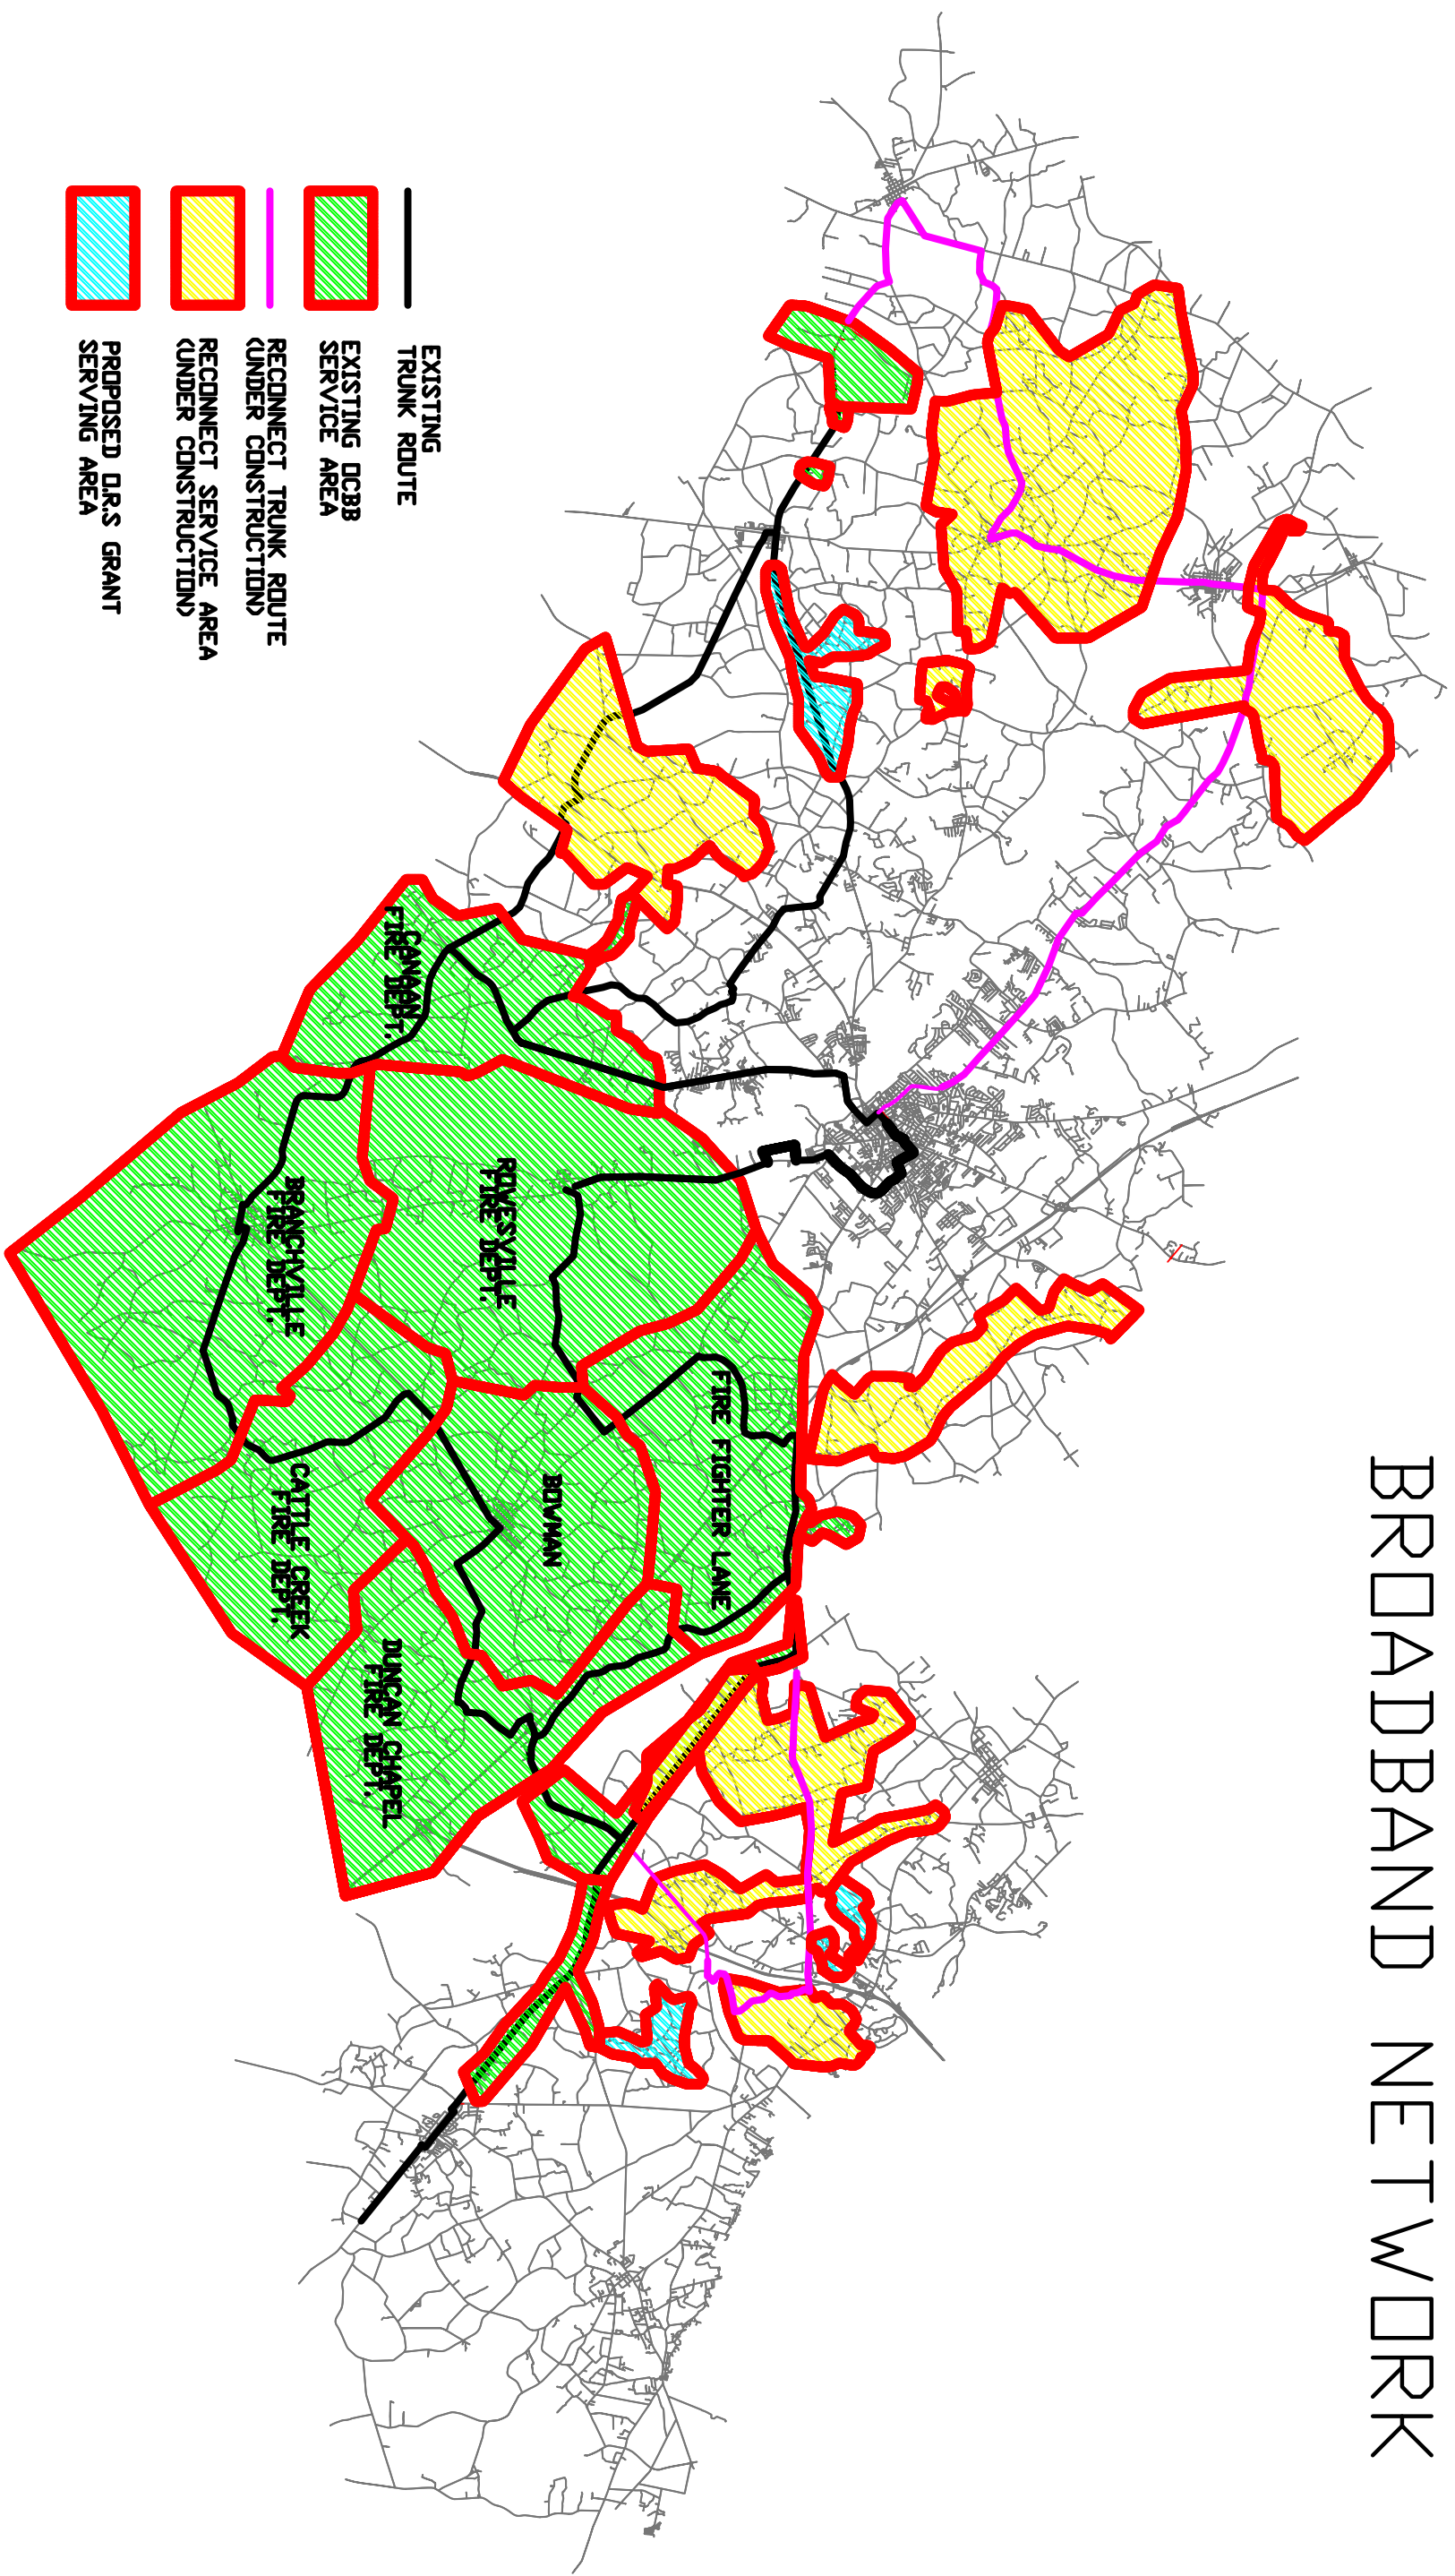 BROADBAND NETWORK
EXISTING
TRUNK ROUTE
EXISTING OCBB
SERVICE AREA
RECONNECT TRUNK ROUTE
(UNDER CONSTRUCTION)
RECONNECT SERVICE AREA
(UNDER CONSTRUCTION)
PROPOSED O.R.S GRANT
SERVING AREA
CANAAN
FIRE DEPT.
ROWESVILLE
FIRE DEPT.
BRANCHVILLE
FIRE DEPT.
FIRE FIGHTER LANE
BOWMAN
CATTLE CREEK
FIRE DEPT.
DUNCAN CHAPEL
FIRE DEPT.